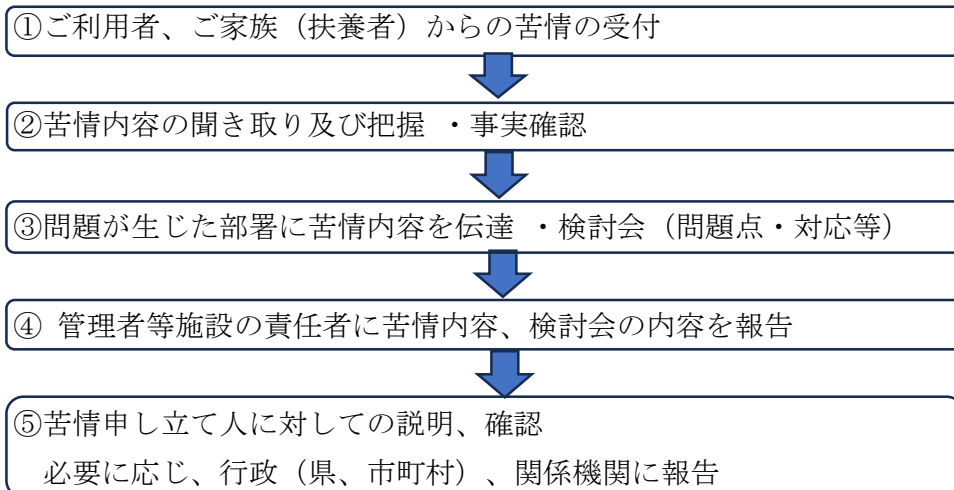 ①ご利用者、ご家族（扶養者）からの苦情の受付
②苦情内容の聞き取り及び把握 ・事実確認
③問題が生じた部署に苦情内容を伝達 ・検討会（問題点・対応等）
④ 管理者等施設の責任者に苦情内容、検討会の内容を報告
⑤苦情申し立て人に対しての説明、確認
必要に応じ、行政（県、市町村）、関係機関に報告